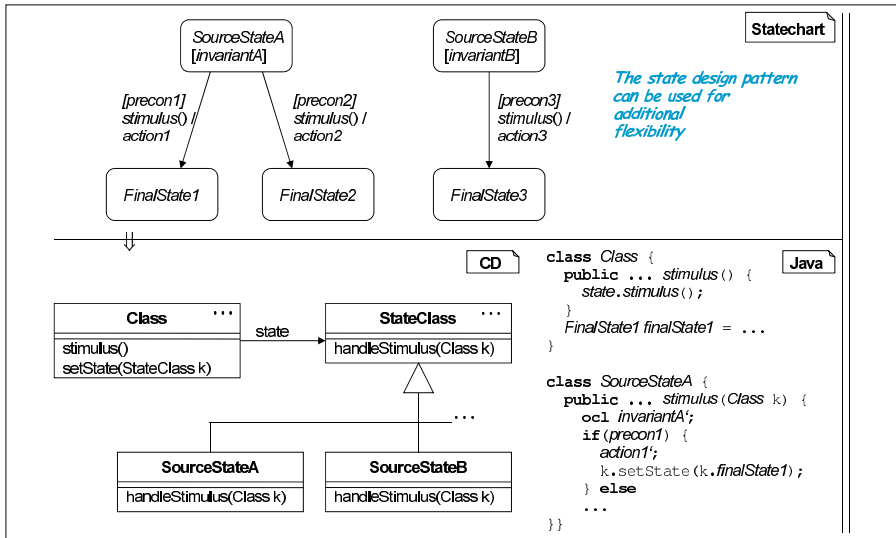 Statechart
SourceStateA
[invariantA]
SourceStateB
[invariantB]
The state design pattern
can be used for
additional
flexibility
[precon1]
stimulus() /
action1
[precon2]
stimulus() /
action2
[precon3]
stimulus() /
action3
FinalState1
FinalState2
FinalState3
⇓
CD
Class
...
stimulus()
setState(StateClass k)
state
StateClass
...
handleStimulus(Class k)
...
SourceStateA
handleStimulus(Class k)
SourceStateB
handleStimulus(Class k)
Java
class Class {
public ... stimulus() {
state.stimulus();
}
FinalState1 finalState1 = ...
}
class SourceStateA {
public ... stimulus(Class k) {
ocl invariantA‘;
if(precon1) {
action1‘;
k.setState(k.finalState1);
} else
...
}}